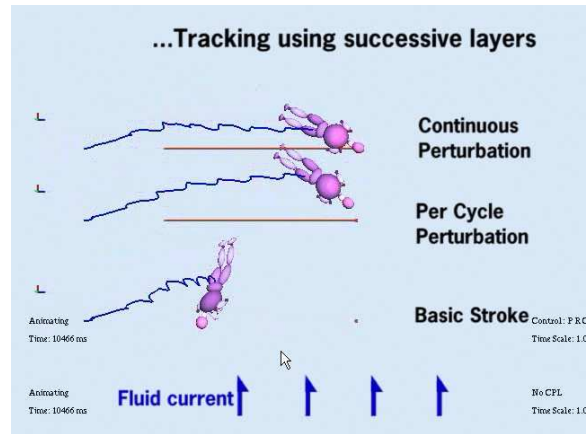 ...Tracking using successive layers
Continuous
Perturbation
Per Cycle
Perturbation
Basic Stroke
Animating
Control: P R C
Time: 10466 ms
Time Scale: 1.0
Fluid current
Animating
No CPL
Time: 10466 ms
Time Scale: 1.0